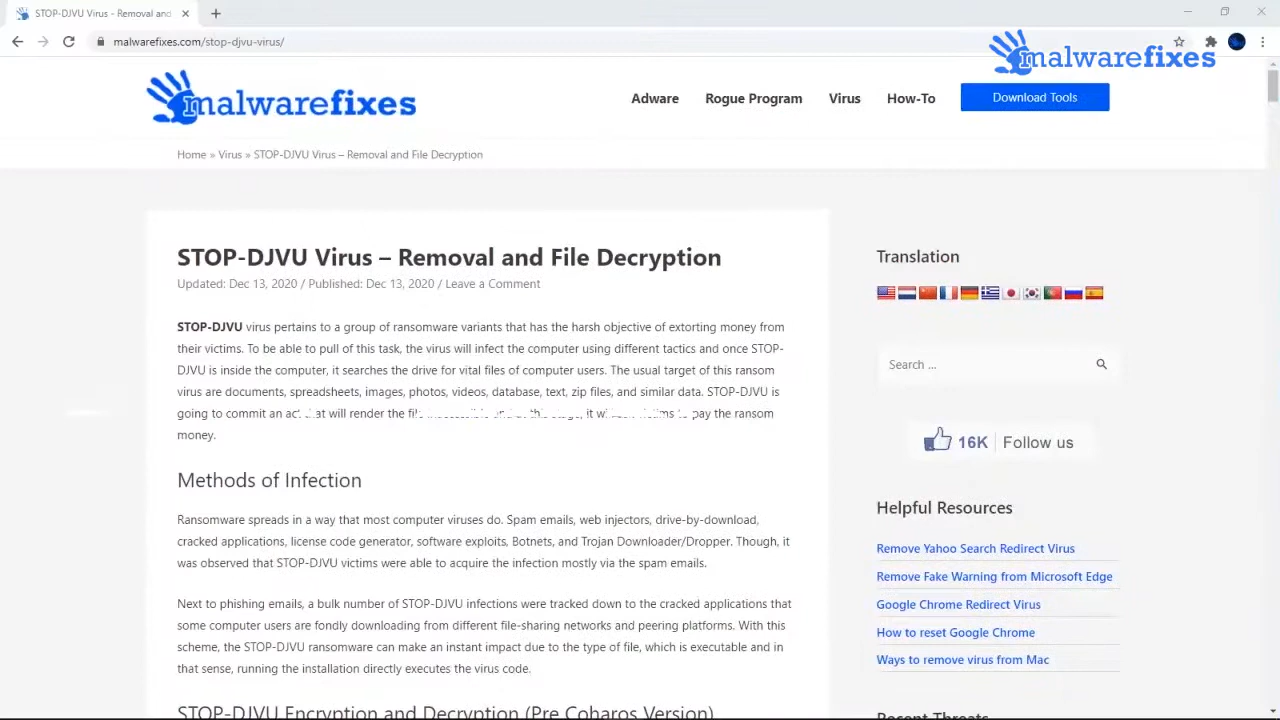 STOP-DJVU Virus - Removal and
malwarefixes.com/stop-djvu-virus/
malwarefixes
malwarefixes
Adware Rogue Program Virus How-To Download Tools
Home » Virus » STOP-DJVU Virus – Removal and File Decryption
STOP-DJVU Virus – Removal and File Decryption
Updated: Dec 13, 2020 / Published: Dec 13, 2020 / Leave a Comment
STOP-DJVU virus pertains to a group of ransomware variants that has the harsh objective of extorting money from
their victims. To be able to pull of this task, the virus will infect the computer using different tactics and once STOP-
DJVU is inside the computer, it searches the drive for vital files of computer users. The usual target of this ransom
virus are documents, spreadsheets, images, photos, videos, database, text, zip files, and similar data. STOP-DJVU is
going to commit an act that will render the file inaccessible and at this stage, it victims to pay the ransom
money.
Methods of Infection
Ransomware spreads in a way that most computer viruses do. Spam emails, web injectors, drive-by-download,
cracked applications, license code generator, software exploits, Botnets, and Trojan Downloader/Dropper. Though, it
was observed that STOP-DJVU victims were able to acquire the infection mostly via the spam emails.
Next to phishing emails, a bulk number of STOP-DJVU infections were tracked down to the cracked applications that
some computer users are fondly downloading from different file-sharing networks and peering platforms. With this
scheme, the STOP-DJVU ransomware can make an instant impact due to the type of file, which is executable and in
that sense, running the installation directly executes the virus code.
STOP-DJVU Encryption and Decryption (Pre Coharos Version)
Translation
Search ...
16K Follow us
Helpful Resources
Remove Yahoo Search Redirect Virus
Remove Fake Warning from Microsoft Edge
Google Chrome Redirect Virus
How to reset Google Chrome
Ways to remove virus from Mac
Recent Threats